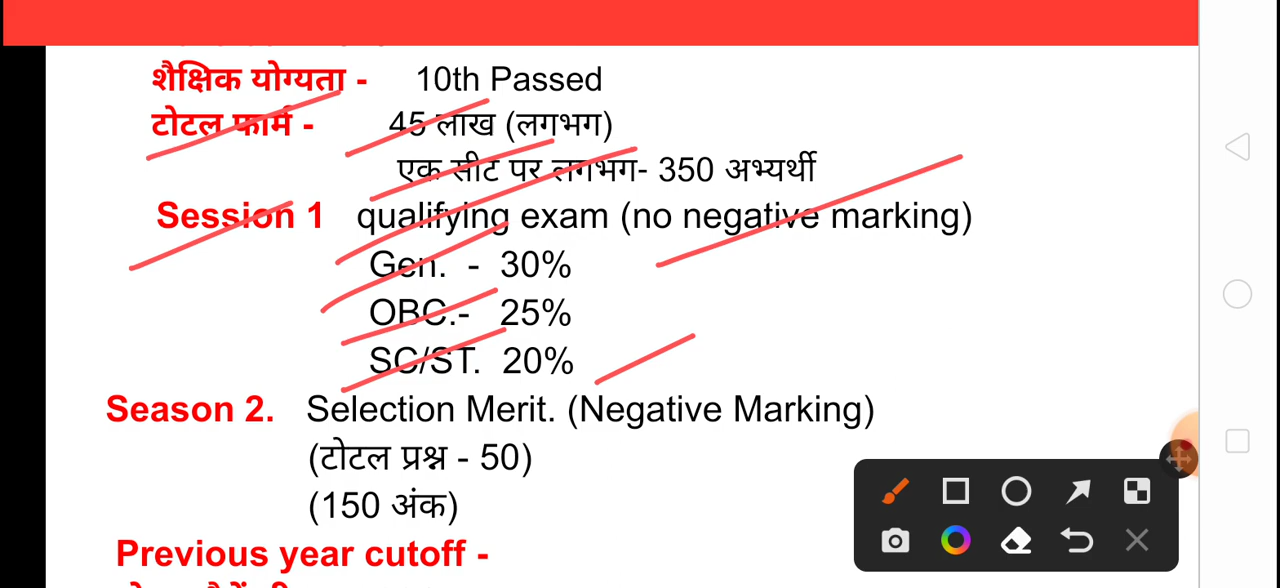 शैक्षिक योग्यता - 10th Passed
टोटल फार्म - 45 लाख (लगभग)
एक सीट पर लगभग- 350 अभ्यर्थी
Session 1 qualifying exam (no negative marking)
Gen. - 30%
OBC.- 25%
SC/ST. 20%
Season 2. Selection Merit. (Negative Marking)
(टोटल प्रश्न - 50)
(150 अंक)
Previous year cutoff -